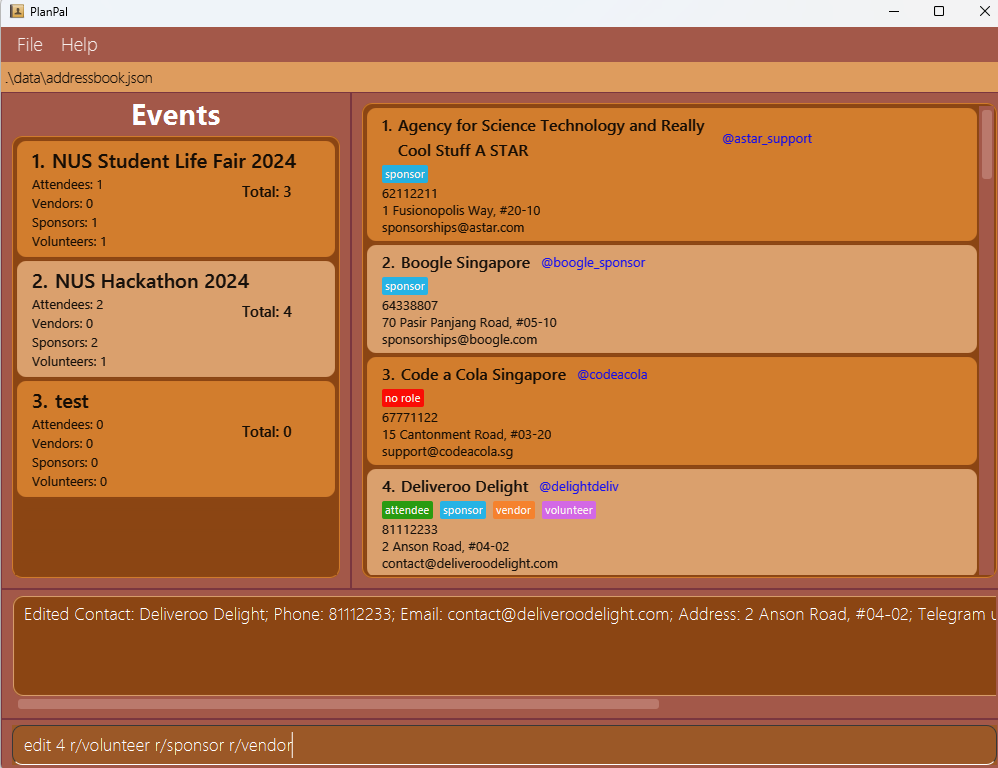 PlanPal
File Help
.\data\addressbook.json
Events
1. NUS Student Life Fair 2024
Attendees: 1
Total: 3
Vendors: 0
Sponsors: 1
Volunteers: 1
2. NUS Hackathon 2024
Attendees: 2
Total: 4
Vendors: 0
Sponsors: 2
Volunteers: 1
3. test
Attendees: 0
Total: 0
Vendors: 0
Sponsors: 0
Volunteers: 0
1. Agency for Science Technology and Really
Cool Stuff A STAR
@astar_support
sponsor
62112211
1 Fusionopolis Way, #20-10
sponsorships@astar.com
2. Boogle Singapore @boogle_sponsor
sponsor
64338807
70 Pasir Panjang Road, #05-10
sponsorships@boogle.com
3. Code a Cola Singapore @codeacola
no role
67771122
15 Cantonment Road, #03-20
support@codeacola.sg
4. Deliveroo Delight @delightdeliv
attendee sponsor vendor volunteer
81112233
2 Anson Road, #04-02
contact@deliveroodelight.com
Edited Contact: Deliveroo Delight; Phone: 81112233; Email: contact@deliveroodelight.com; Address: 2 Anson Road, #04-02; Telegram
edit 4 r/volunteer r/sponsor r/vendor